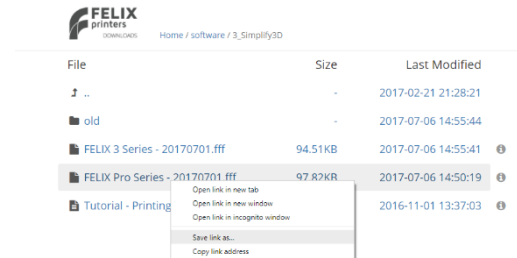 FELIX
printers
DOWNLOADS
Home / software / 3_Simplify3D
File Size Last Modified
.. - 2017-02-21 21:28:21
old - 2017-07-06 14:55:44
FELIX 3 Series - 20170701.fff 94.51KB 2017-07-06 14:55:41
FELIX Pro Series - 20170701.fff 97.82KB 2017-07-06 14:50:19
Open link in new tab
Tutorial - Printing 2016-11-01 13:37:03
Open link in new window
Open link in incognito window
Save link as...
Copy link address